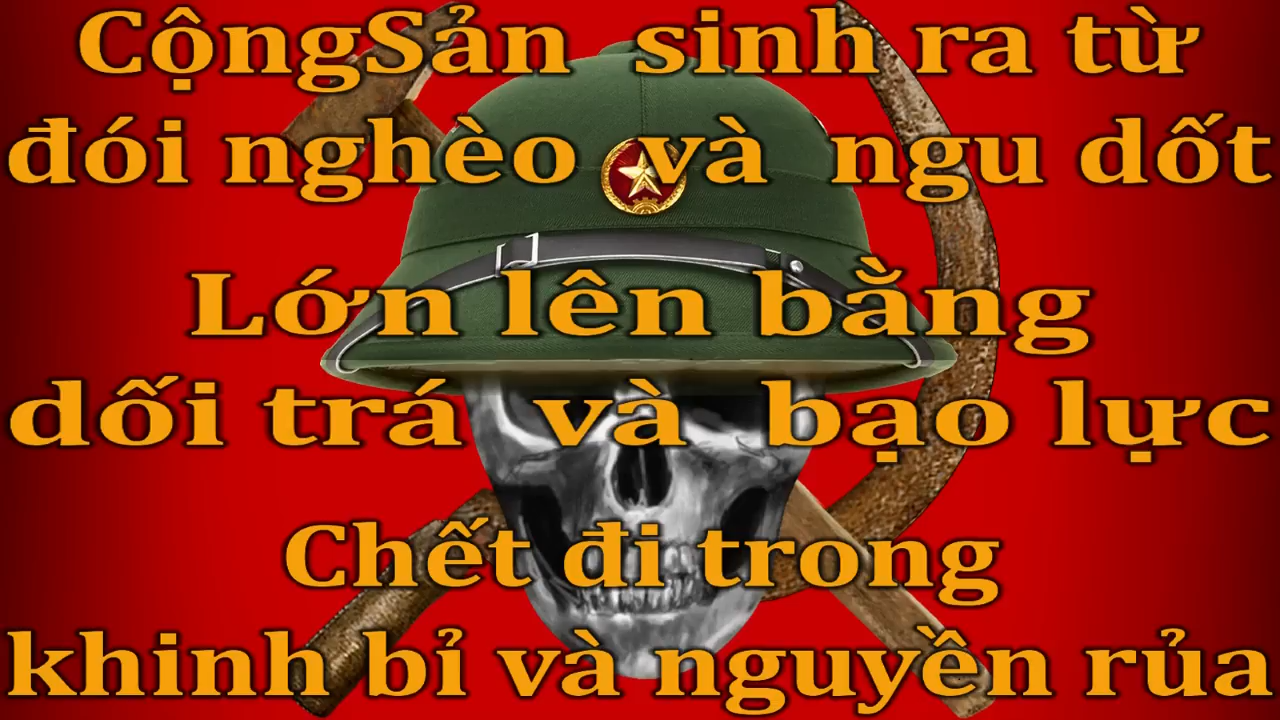 CộngSản sinh ra từ
đói nghèo và ngu dốt
Lớn lên bằng
dối trá và bạo lực
Chết đi trong
khinh bỉ và nguyền rủa